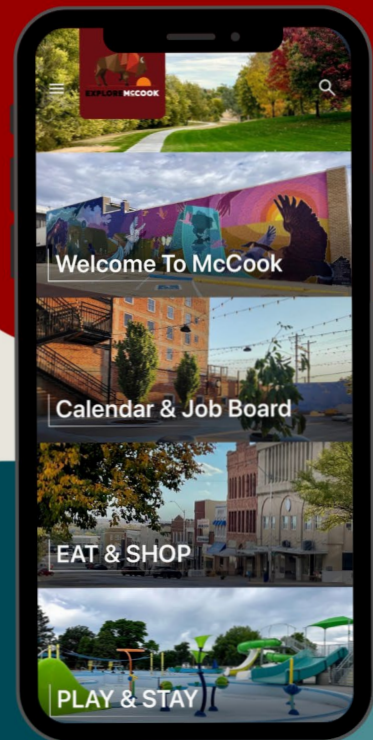 EXPLORE MCCOOK
Welcome To McCook
Calendar & Job Board
EAT & SHOP
PLAY & STAY